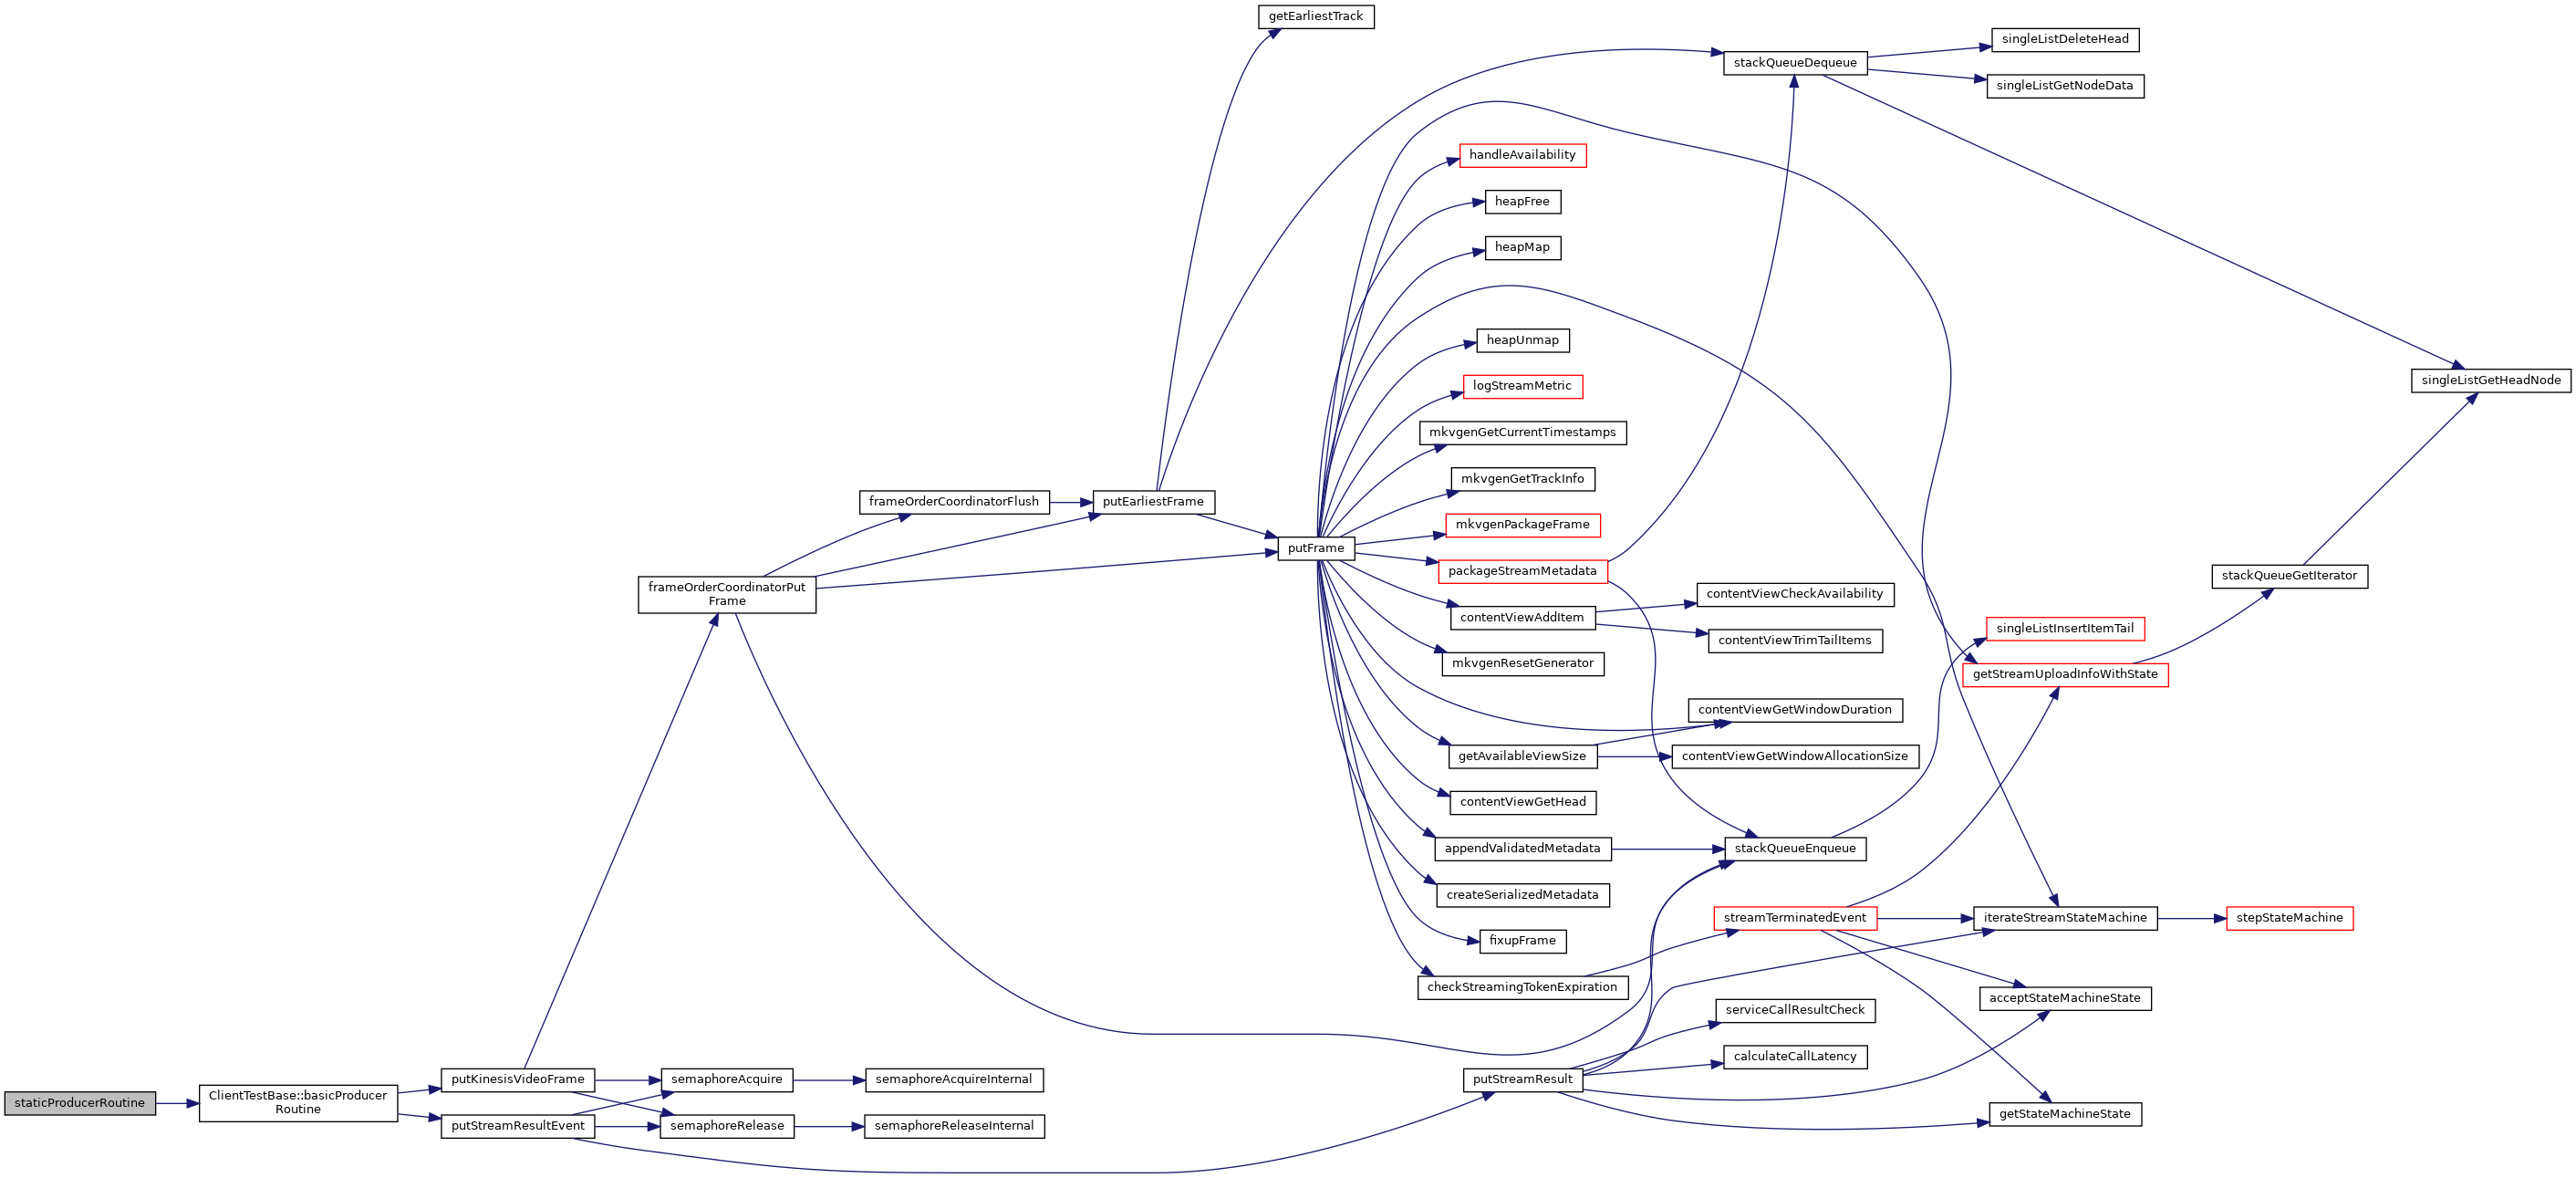 staticProducerRoutine
ClientTestBase::basicProducer
Routine
putKinesisVideoFrame
putStreamResultEvent
frameOrderCoordinatorPut
Frame
semaphoreAcquire
semaphoreRelease
frameOrderCoordinatorFlush
semaphoreAcquireInternal
semaphoreReleaseInternal
putEarliestFrame
getEarliestTrack
putFrame
handleAvailability
heapFree
heapMap
heapUnmap
logStreamMetric
mkvgenGetCurrentTimestamps
mkvgenGetTrackInfo
mkvgenPackageFrame
packageStreamMetadata
contentViewAddItem
mkvgenResetGenerator
getAvailableViewSize
contentViewGetHead
appendValidatedMetadata
createSerializedMetadata
fixupFrame
checkStreamingTokenExpiration
putStreamResult
stackQueueDequeue
contentViewCheckAvailability
contentViewTrimTailItems
contentViewGetWindowDuration
contentViewGetWindowAllocationSize
stackQueueEnqueue
streamTerminatedEvent
serviceCallResultCheck
calculateCallLatency
singleListDeleteHead
singleListGetNodeData
singleListInsertItemTail
getStreamUploadInfoWithState
iterateStreamStateMachine
acceptStateMachineState
getStateMachineState
stackQueueGetIterator
stepStateMachine
singleListGetHeadNode